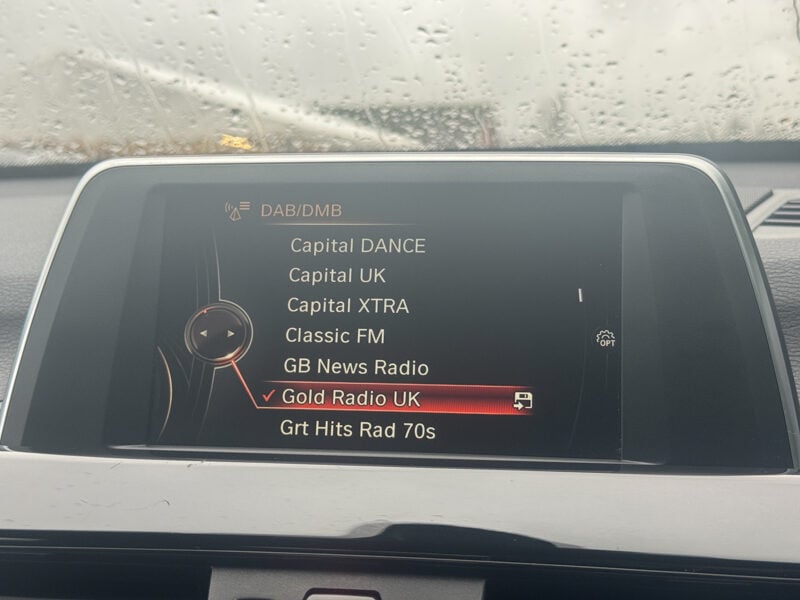 DAB/DMB
Capital DANCE
Capital UK
Capital XTRA
Classic FM
GB News Radio
Gold Radio UK
Grt Hits Rad 70s
OPT